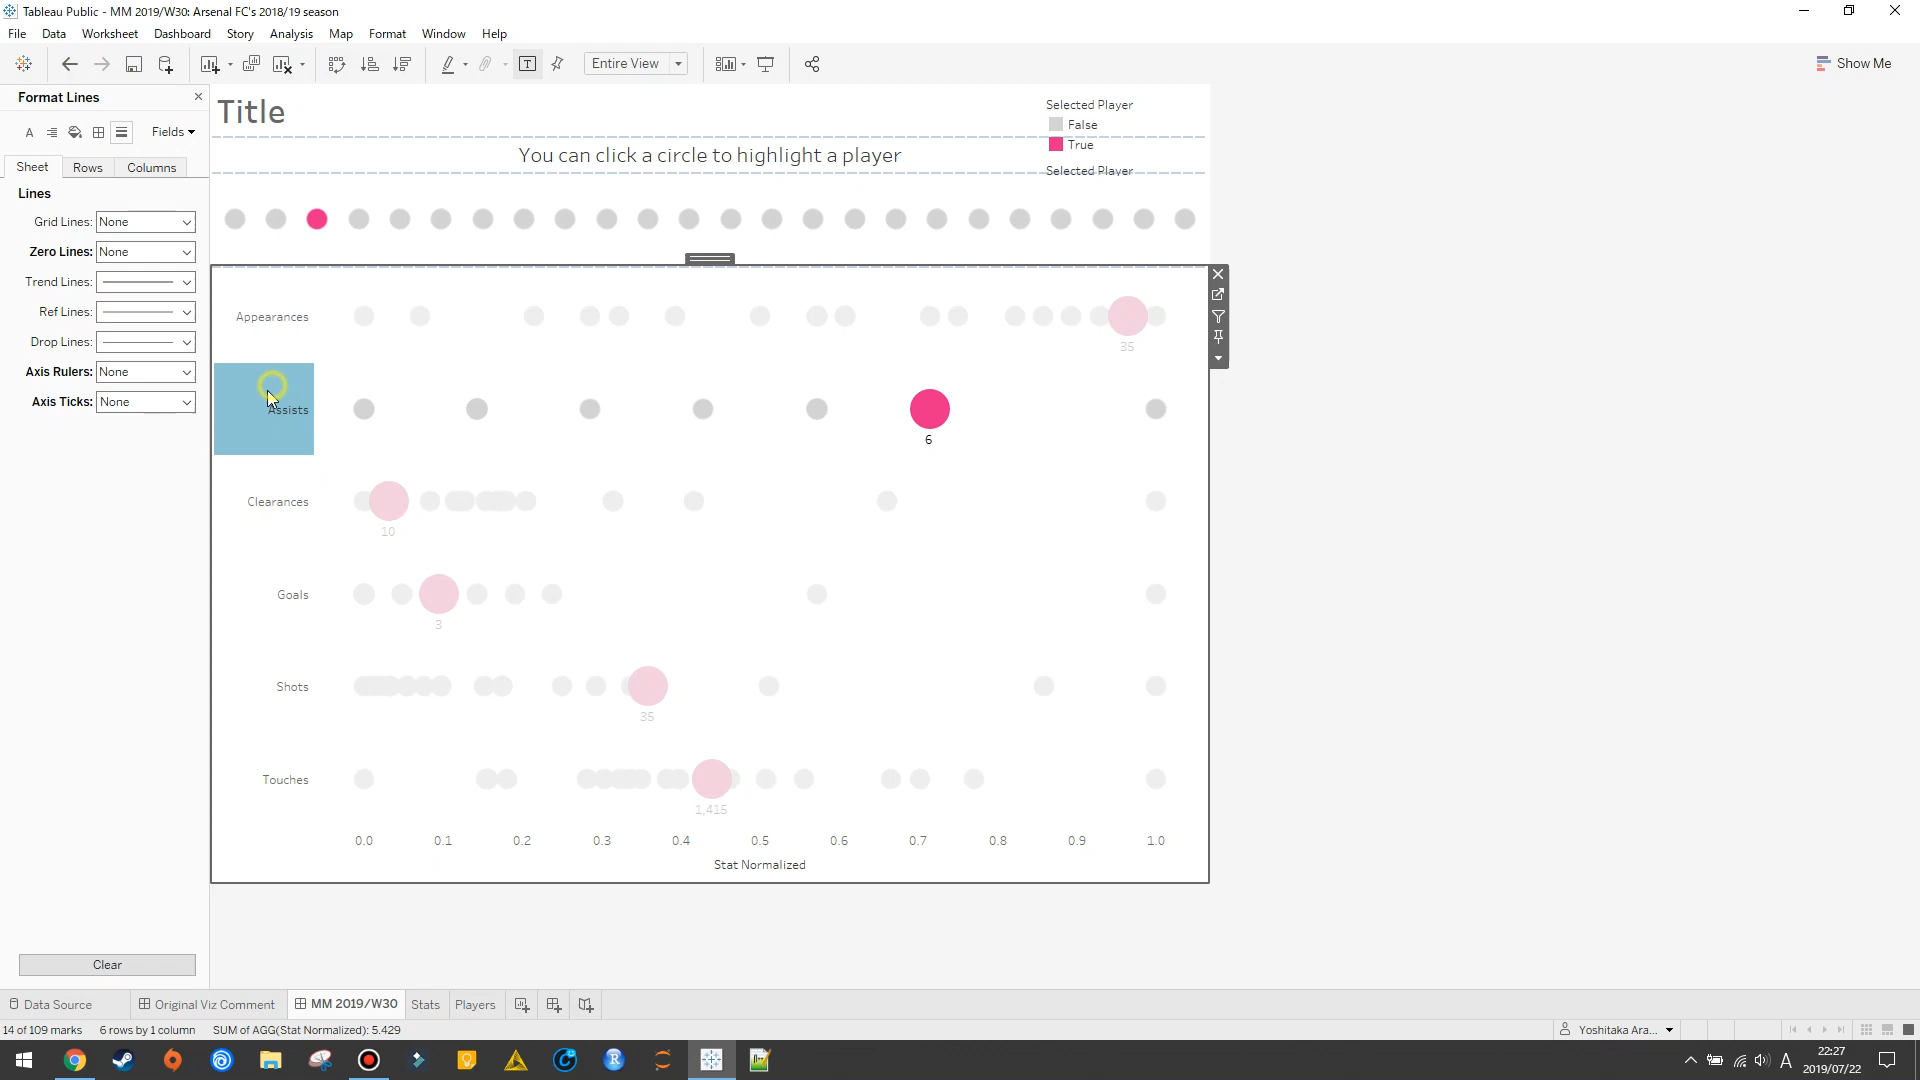 Tableau Public - MM 2019/W30: Arsenal FC's 2018/19 season
File Data Worksheet Dashboard Story Analysis Map Format Window Help
Entire View
Show Me
Format Lines
Fields
Sheet Rows Columns
Lines
Grid Lines: None
Zero Lines: None
Trend Lines:
Ref Lines:
Drop Lines:
Axis Rulers: None
Axis Ticks: None
Clear
Title
You can click a circle to highlight a player
Selected Player
False
True
Selected Player
Appearances
35
Assists
6
Clearances
10
Goals
3
Shots
35
Touches
1,415
0.0 0.1 0.2 0.3 0.4 0.5 0.6 0.7 0.8 0.9 1.0
Stat Normalized
Data Source Original Viz Comment MM 2019/W30 Stats Players
14 of 109 marks 6 rows by 1 column SUM of AGG(Stat Normalized): 5.429
Yoshitaka Ara...
A
22:27
2019/07/22